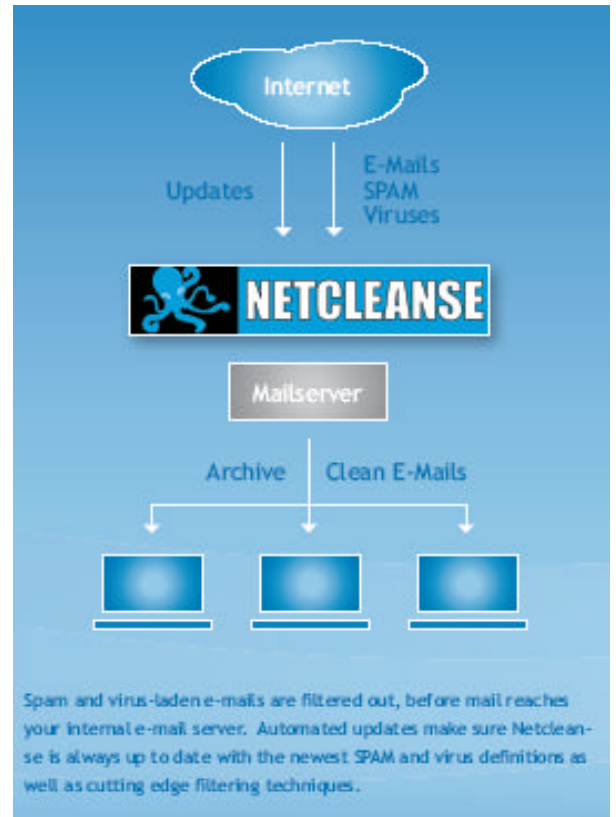 Internet
Updates
E-Mails
SPAM
Viruses
NETCLEANSE
Mailserver
Archive
Clean E-Mails
Spam and virus-laden e-mails are filtered out, before mail reaches
your internal e-mail server. Automated updates make sure Netclean-
se is always up to date with the newest SPAM and virus definitions as
well as cutting edge filtering techniques.